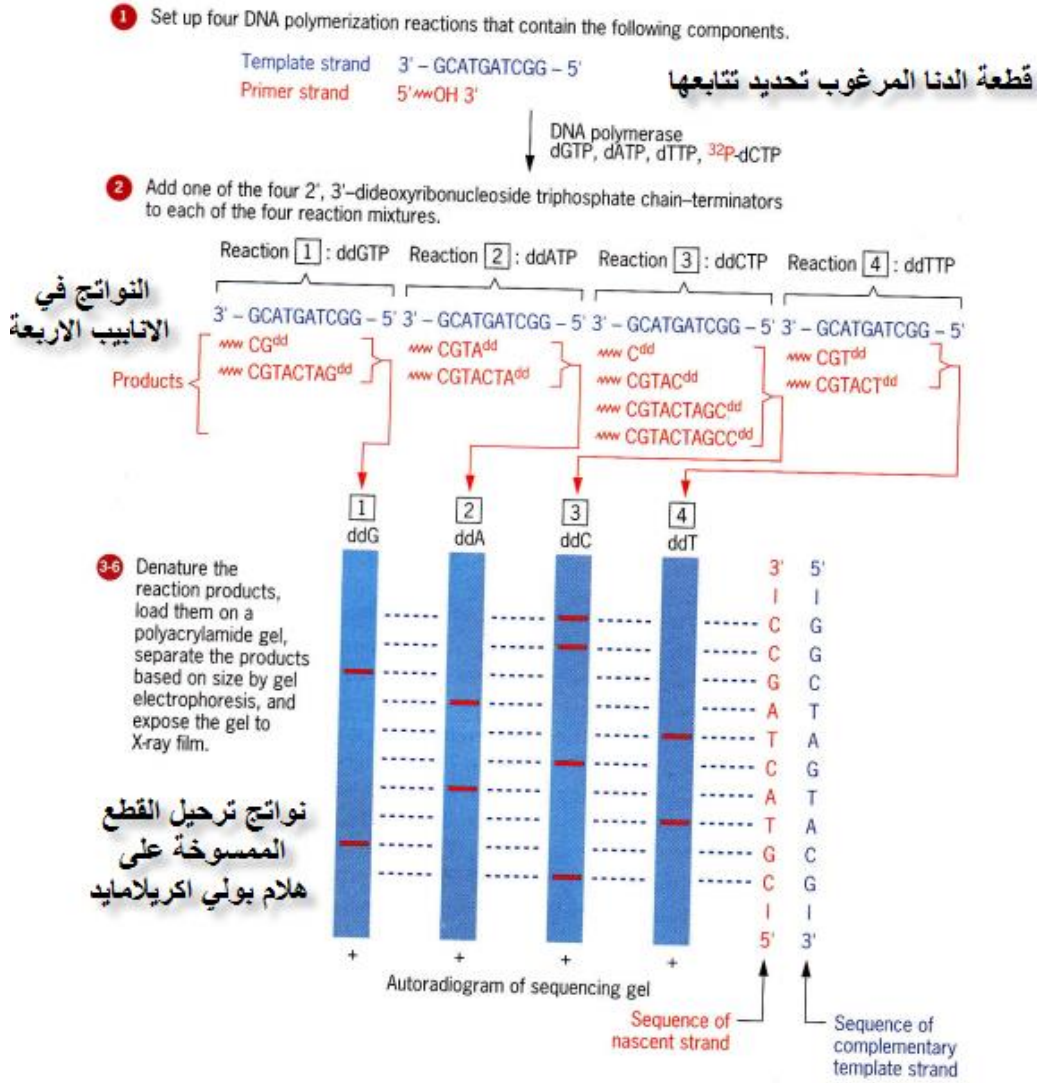 1 Set up four DNA polymerization reactions that contain the following components.
Template strand 3' – GCATGATCGG – 5'
Primer strand 5' OH 3'
قطعة الدنا المرغوب تحديد تتابعها
DNA polymerase
dGTP, dATP, dTTP, 32P-dCTP
2 Add one of the four 2', 3'–dideoxyribonucleoside triphosphate chain–terminators
to each of the four reaction mixtures.
Reaction 1 : ddGTP Reaction 2 : ddATP Reaction 3 : ddCTP Reaction 4 : ddTTP
النواتج في
الانابيب الاربعة
3' – GCATGATCGG – 5' 3' – GCATGATCGG – 5' 3' – GCATGATCGG – 5' 3' – GCATGATCGG – 5'
Products
CGdd CGTAdd Cdd CGTdd
CGTACTAGdd CGTACTAdd CGTACdd CGTACTdd
CGTACTAGCdd
CGTACTAGCCdd
1 2 3 4
ddG ddA ddC ddT
3-6 Denature the
reaction products,
load them on a
polyacrylamide gel,
separate the products
based on size by gel
electrophoresis, and
expose the gel to
X-ray film.
نواتج ترحيل القطع
الممسوخة على
هلام بولي اكريلامايد
3' 5'
C G
C G
G C
A T
T A
C G
A T
T A
G C
C G
5' 3'
+ + + +
Autoradiogram of sequencing gel
Sequence of
nascent strand
Sequence of
complementary
template strand